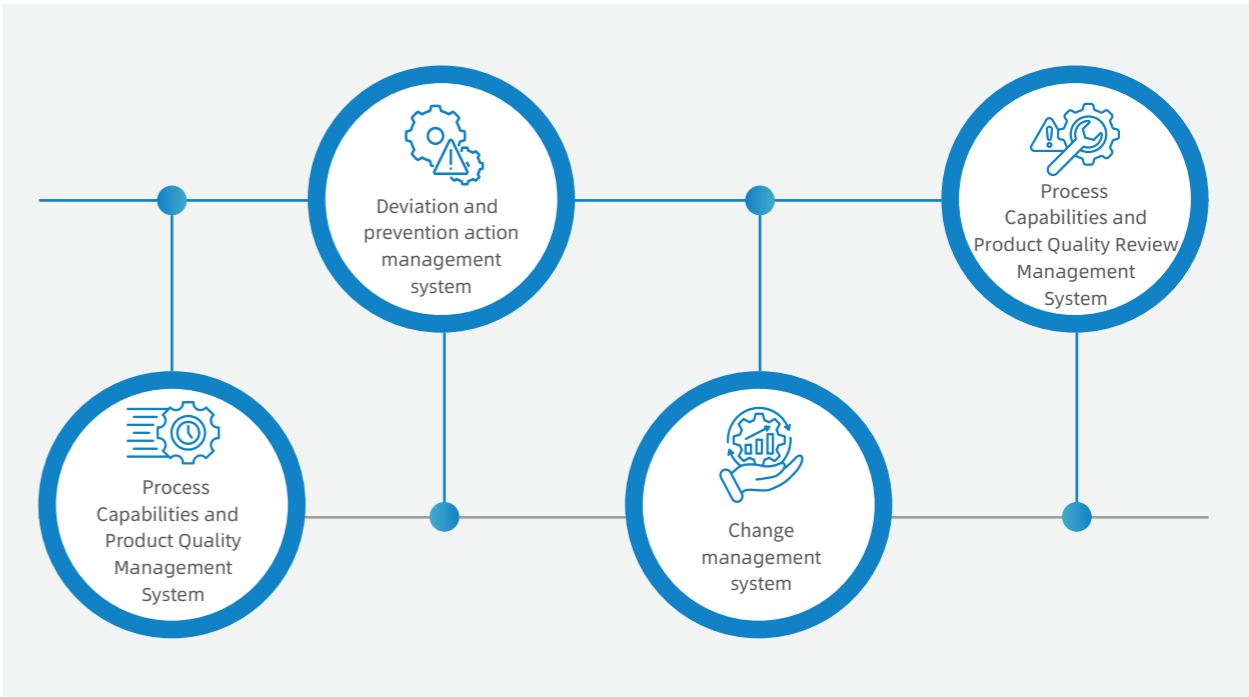 Deviation and
prevention action
management
system
Process
Capabilities and
Product Quality Review
Management
System
Process
Capabilities and
Product Quality
Management
System
Change
management
system